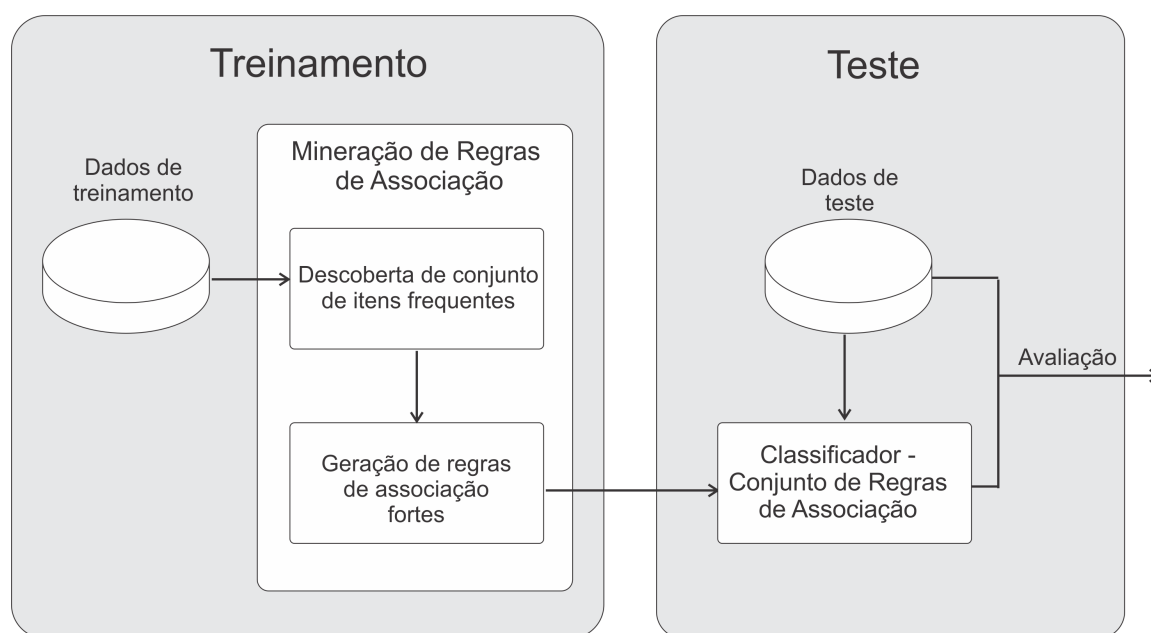 Treinamento
Dados de
treinamento
Mineração de Regras
de Associação
Descoberta de conjunto
de itens frequentes
Geração de regras
de associação
fortes
Teste
Dados de
teste
Avaliação
Classificador -
Conjunto de Regras
de Associação